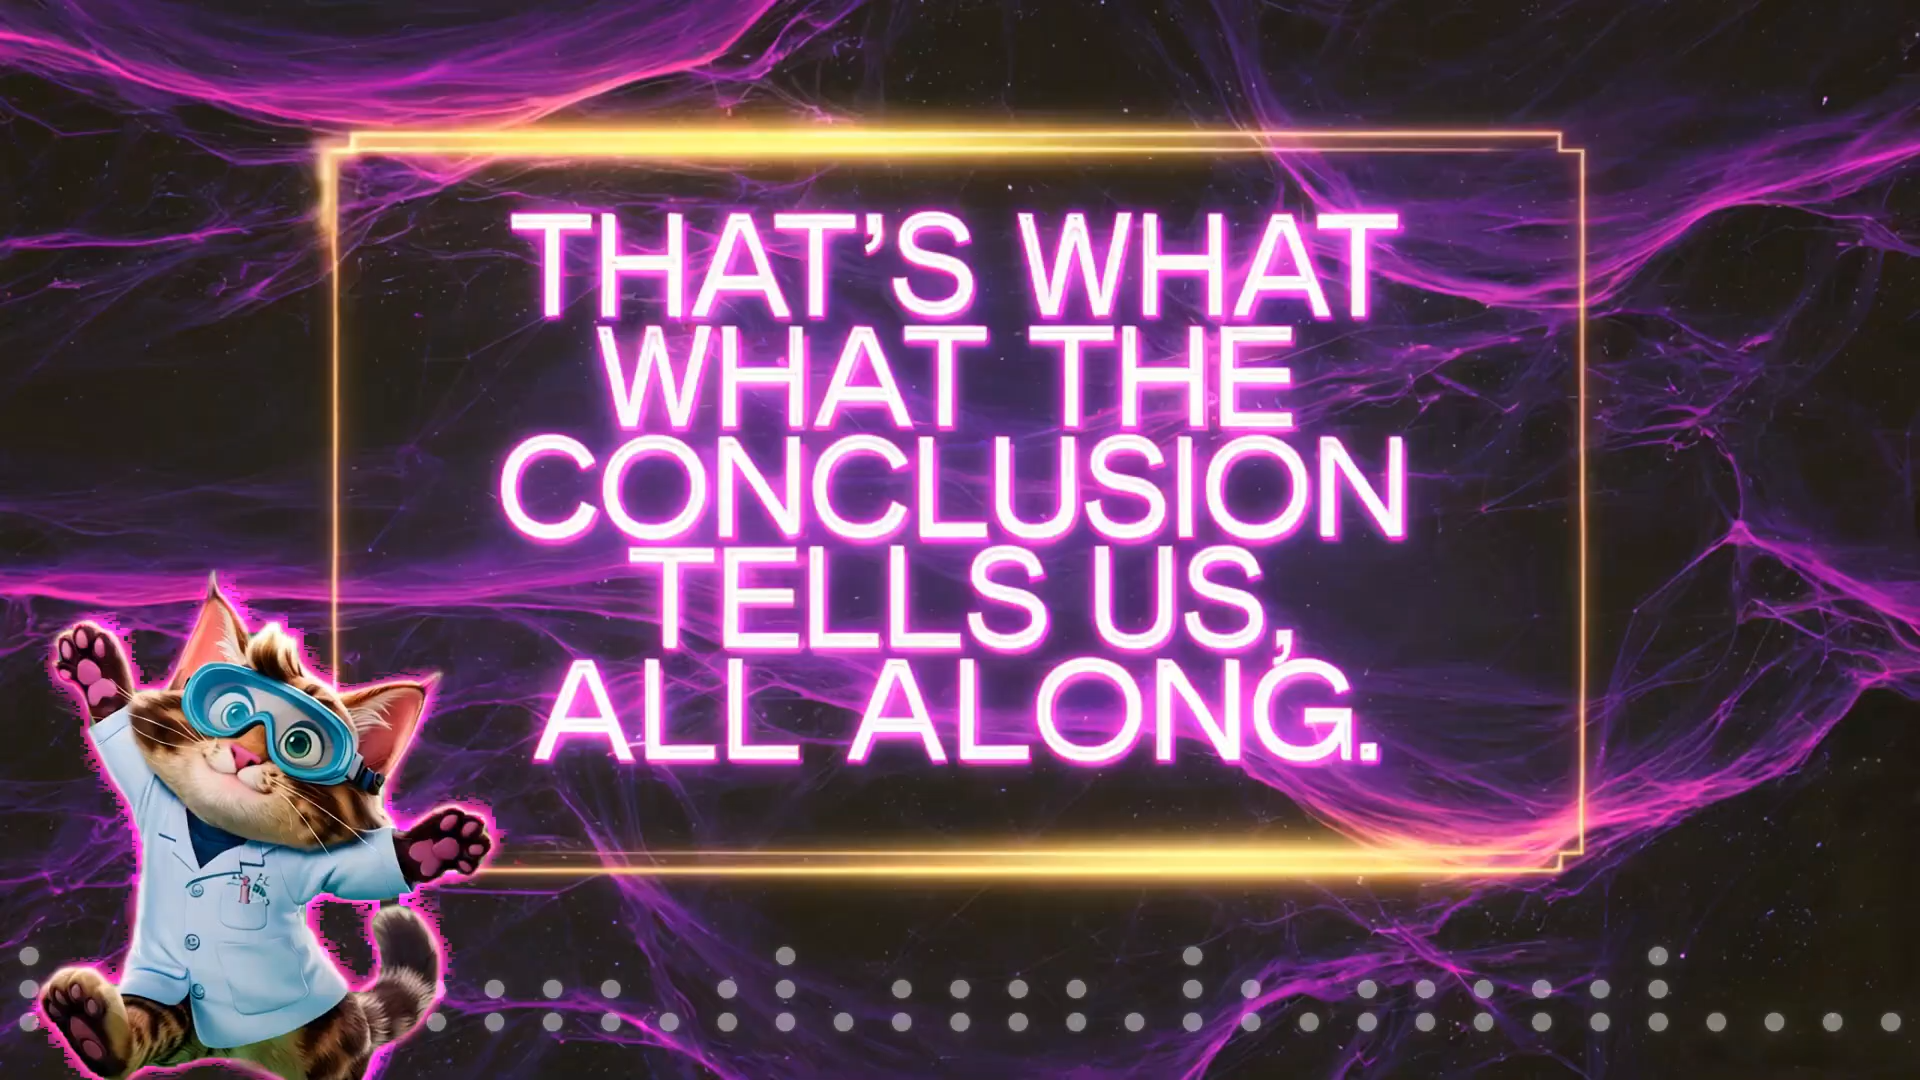 THAT’S WHAT
WHAT THE
CONCLUSION
TELLS US,
ALL ALONG.